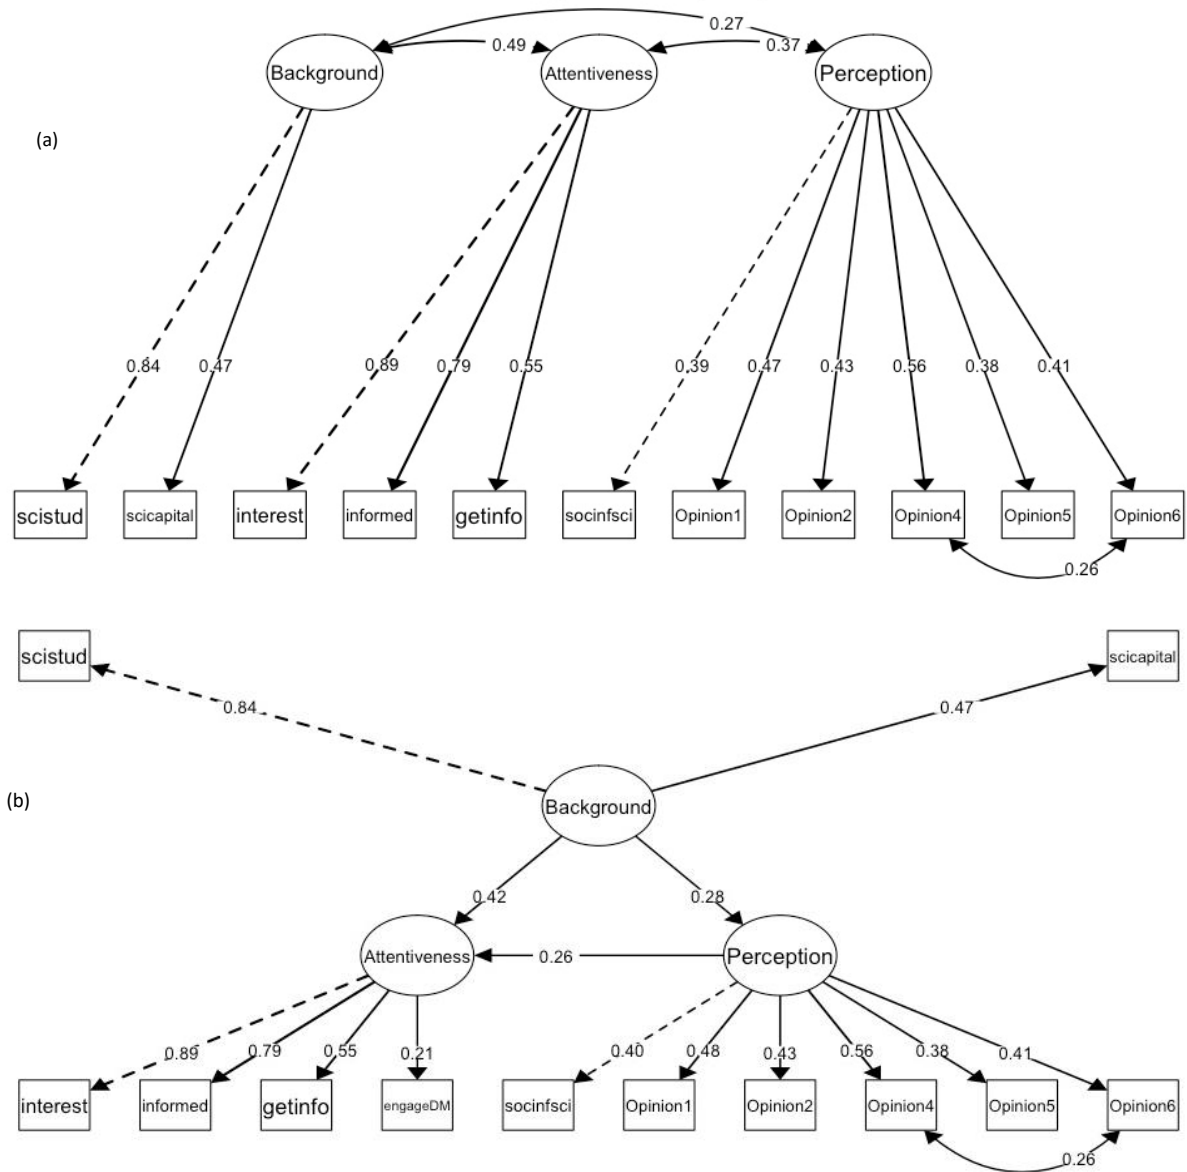 0.27
0.49
0.37
Background
Attentiveness
Perception
(a)
0.84
0.47
0.89
0.79
0.55
0.39
0.47
0.43
0.56
0.38
0.41
scistud
scicapital
interest
informed
getinfo
socinfsci
Opinion1
Opinion2
Opinion4
Opinion5
Opinion6
0.26
scistud
scicapital
0.84
0.47
(b)
Background
0.42
0.28
Attentiveness
0.26
Perception
0.89
0.79
0.55
0.21
0.40
0.48
0.43
0.56
0.38
0.41
interest
informed
getinfo
engageDM
socinfsci
Opinion1
Opinion2
Opinion4
Opinion5
Opinion6
0.26